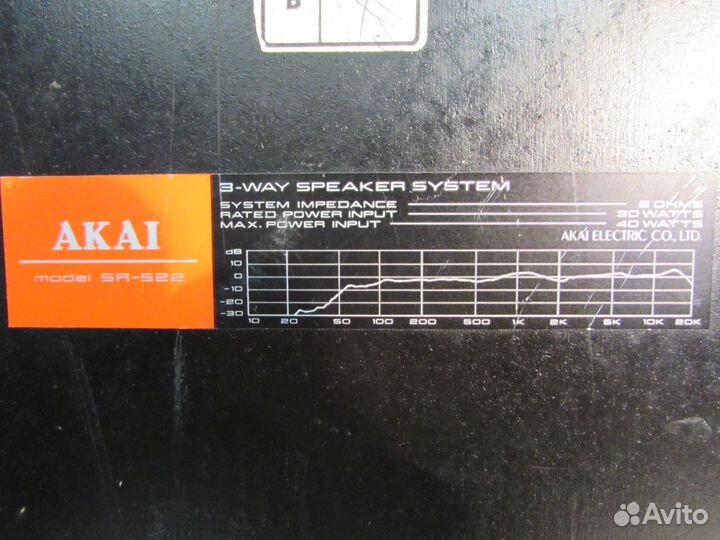 B
AKAI
model SR-S22
3-WAY SPEAKER SYSTEM
SYSTEM IMPEDANCE OHMS
RATED POWER INPUT 30 WATTS
MAX. POWER INPUT 40 WATTS
AKAI ELECTRIC CO., LTD.
dB
10
0
-10
-20
-30
10 20 50 100 200 500 1K 2K 5K 10K 20K
Avito